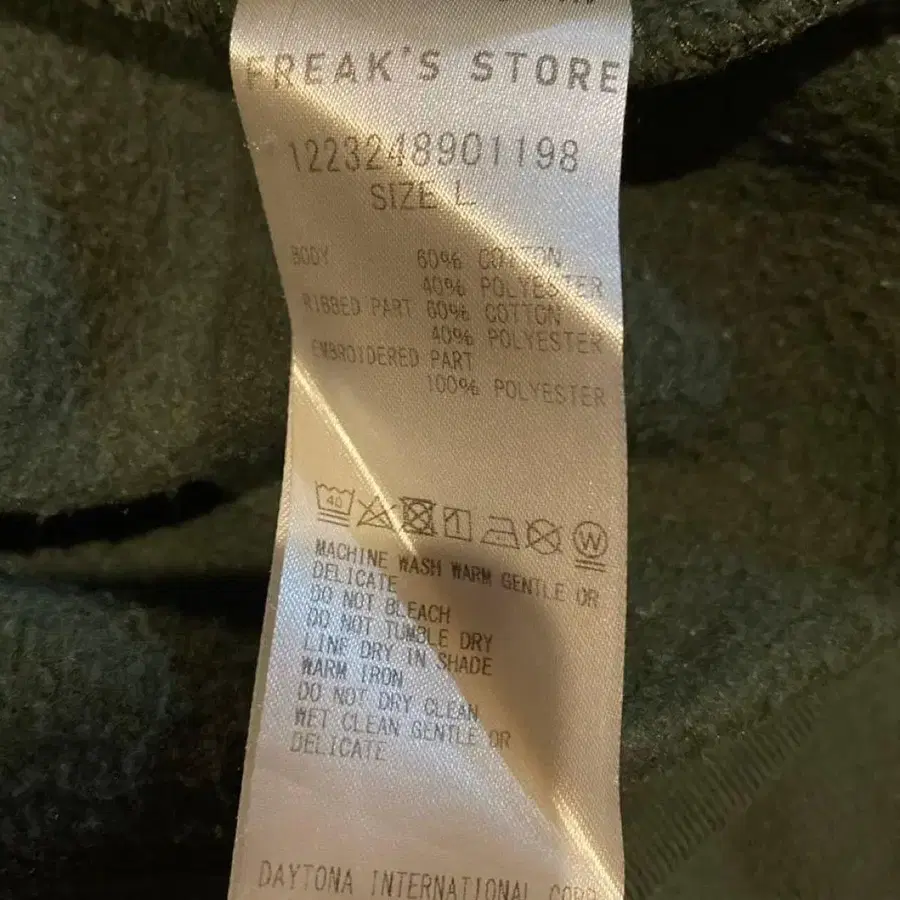 FREAK'S STORE
1223248901198
SIZE L
BODY 60% COTTON
40% POLYESTER
RIBBED PART 60% COTTON
40% POLYESTER
EMBROIDERED PART
100% POLYESTER
40
W
MACHINE WASH WARM GENTLE OR
DELICATE
DO NOT BLEACH
DO NOT TUMBLE DRY
LINE DRY IN SHADE
WARM IRON
DO NOT DRY CLEAN
WET CLEAN GENTLE OR
DELICATE
DAYTONA INTERNATIONAL CORP